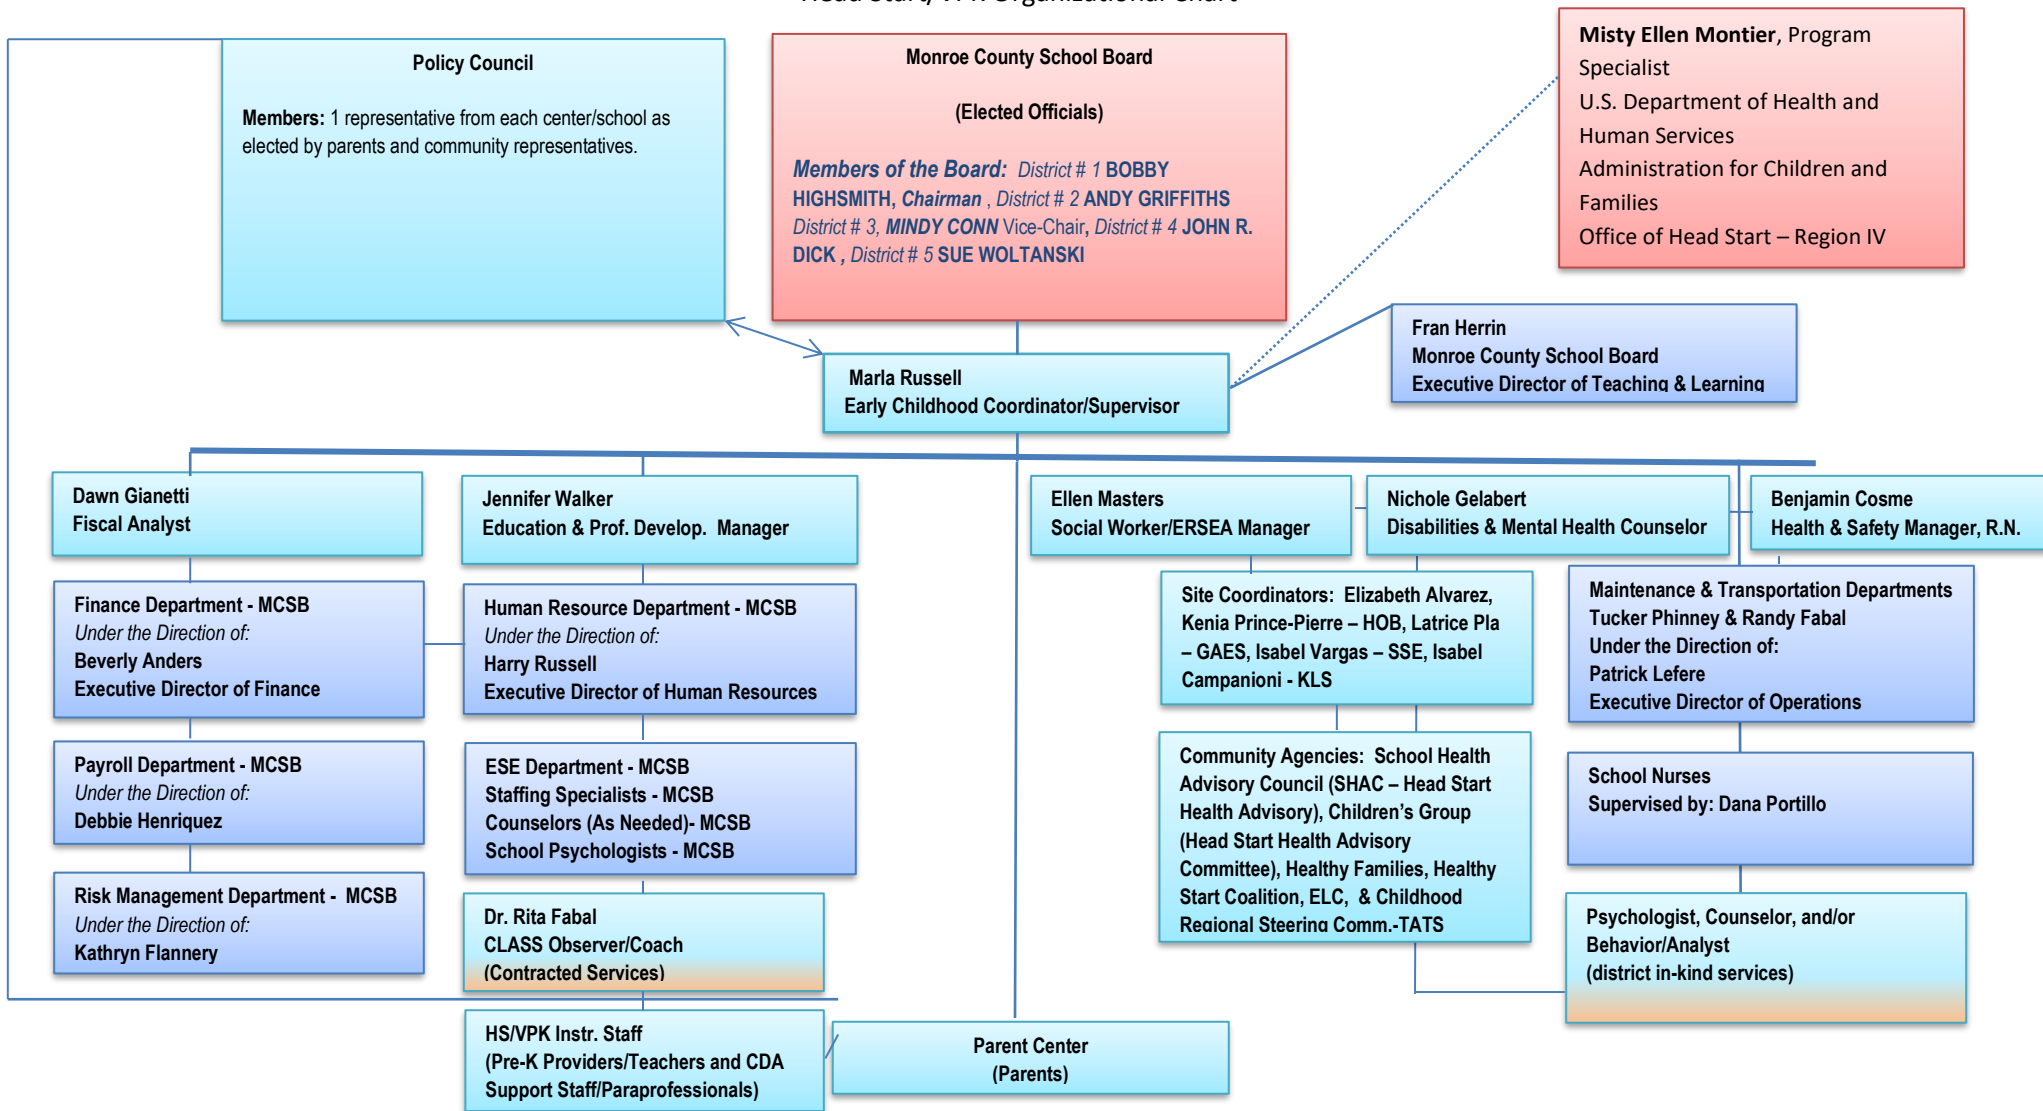 Head Start/VPK Organizational Chart
Policy Council
Members: 1 representative from each center/school as
elected by parents and community representatives.
Monroe County School Board
(Elected Officials)
Members of the Board: District # 1 BOBBY
HIGHSMITH, Chairman , District # 2 ANDY GRIFFITHS
District # 3, MINDY CONN Vice-Chair, District # 4 JOHN R.
DICK , District # 5 SUE WOLTANSKI
Misty Ellen Montier, Program
Specialist
U.S. Department of Health and
Human Services
Administration for Children and
Families
Office of Head Start – Region IV
Fran Herrin
Monroe County School Board
Executive Director of Teaching & Learning
Marla Russell
Early Childhood Coordinator/Supervisor
Dawn Gianetti
Fiscal Analyst
Jennifer Walker
Education & Prof. Develop. Manager
Ellen Masters
Social Worker/ERSEA Manager
Nichole Gelabert
Disabilities & Mental Health Counselor
Benjamin Cosme
Health & Safety Manager, R.N.
Finance Department - MCSB
Under the Direction of:
Beverly Anders
Executive Director of Finance
Human Resource Department - MCSB
Under the Direction of:
Harry Russell
Executive Director of Human Resources
Site Coordinators: Elizabeth Alvarez,
Kenia Prince-Pierre – HOB, Latrice Pla
– GAES, Isabel Vargas – SSE, Isabel
Campanioni - KLS
Maintenance & Transportation Departments
Tucker Phinney & Randy Fabal
Under the Direction of:
Patrick Lefere
Executive Director of Operations
Payroll Department - MCSB
Under the Direction of:
Debbie Henriquez
ESE Department - MCSB
Staffing Specialists - MCSB
Counselors (As Needed)- MCSB
School Psychologists - MCSB
Community Agencies: School Health
Advisory Council (SHAC – Head Start
Health Advisory), Children's Group
(Head Start Health Advisory
Committee), Healthy Families, Healthy
Start Coalition, ELC, & Childhood
Regional Steering Comm.-TATS
School Nurses
Supervised by: Dana Portillo
Risk Management Department - MCSB
Under the Direction of:
Kathryn Flannery
Dr. Rita Fabal
CLASS Observer/Coach
(Contracted Services)
Psychologist, Counselor, and/or
Behavior/Analyst
(district in-kind services)
HS/VPK Instr. Staff
(Pre-K Providers/Teachers and CDA
Support Staff/Paraprofessionals)
Parent Center
(Parents)